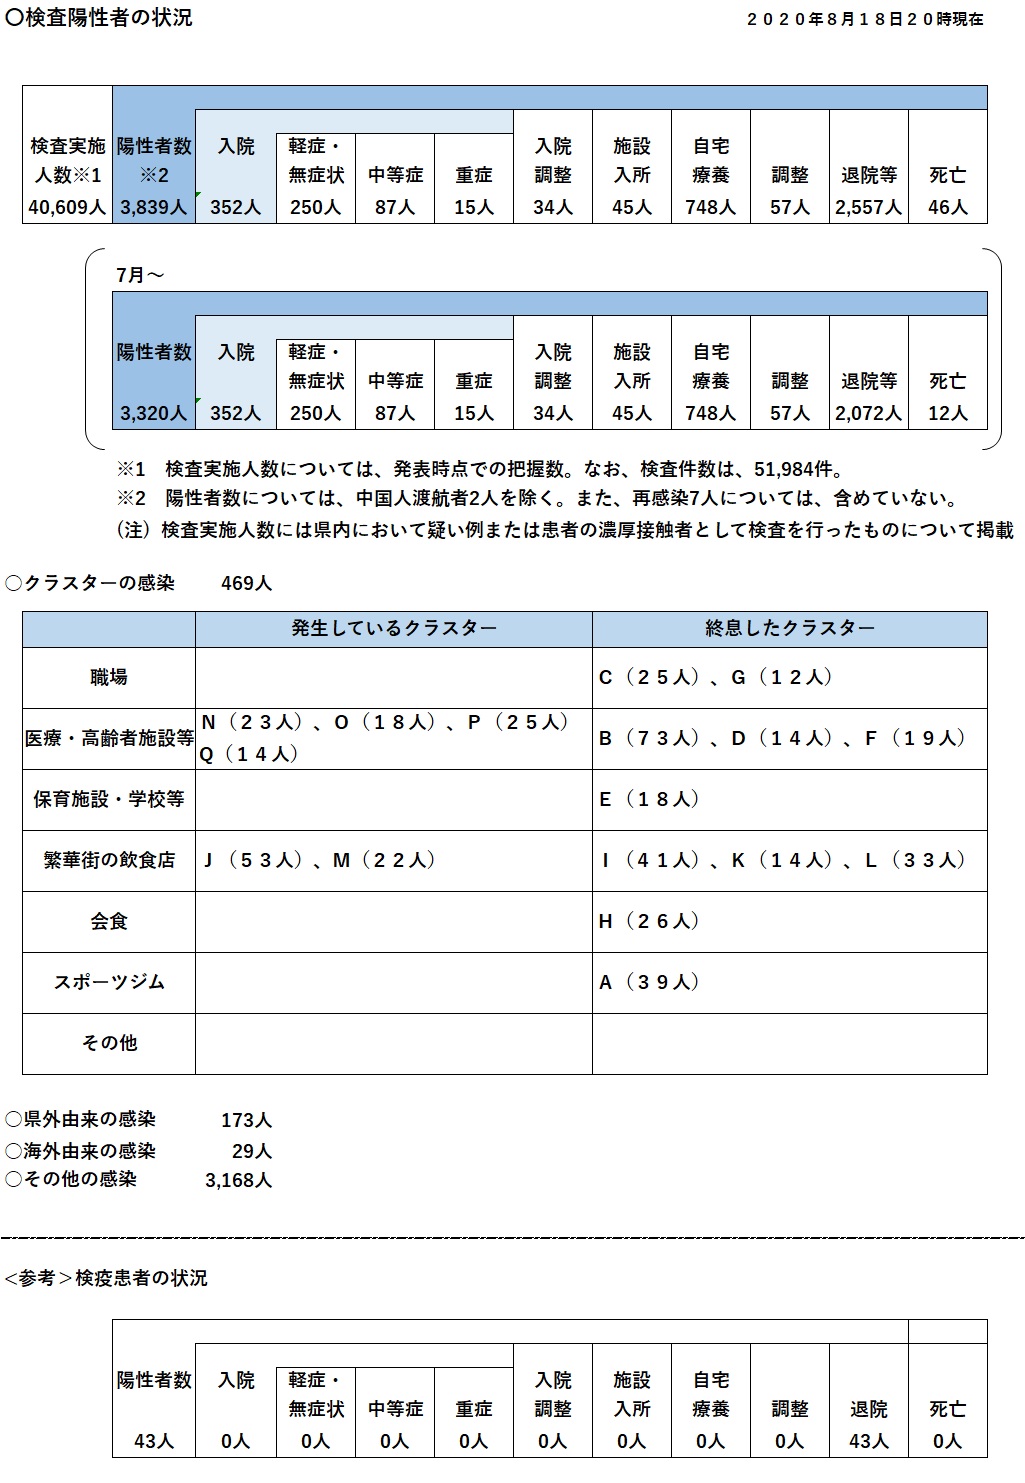 〇検査陽性者の状況 ２０２０年８月１８日２０時現在
検査実施 陽性者数 入院 軽症・ 入院 施設 自宅
人数※1 ※2 無症状 中等症 重症 調整 入所 療養 調整 退院等 死亡
40,609人 3,839人 352人 250人 87人 15人 34人 45人 748人 57人 2,557人 46人
7月～
陽性者数 入院 軽症・ 入院 施設 自宅
無症状 中等症 重症 調整 入所 療養 調整 退院等 死亡
3,320人 352人 250人 87人 15人 34人 45人 748人 57人 2,072人 12人
※1　検査実施人数については、発表時点での把握数。なお、検査件数は、51,984件。
※2　陽性者数については、中国人渡航者2人を除く。また、再感染7人については、含めていない。
(注）検査実施人数には県内において疑い例または患者の濃厚接触者として検査を行ったものについて掲載
〇クラスターの感染 469人
発生しているクラスター 終息したクラスター
職場 Ｃ（２５人）、Ｇ（１２人）
医療・高齢者施設等 Ｎ（２３人）、Ｏ（１８人）、Ｐ（２５人）
Ｑ（１４人） Ｂ（７３人）、Ｄ（１４人）、Ｆ（１９人）
保育施設・学校等 Ｅ（１８人）
繁華街の飲食店 Ｊ（５３人）、Ｍ（２２人） Ｉ（４１人）、Ｋ（１４人）、Ｌ（３３人）
会食 Ｈ（２６人）
スポーツジム Ａ（３９人）
その他
〇県外由来の感染 173人
〇海外由来の感染 29人
〇その他の感染 3,168人
＜参考＞検疫患者の状況
陽性者数 入院 軽症・ 入院 施設 自宅
無症状 中等症 重症 調整 入所 療養 調整 退院 死亡
43人 0人 0人 0人 0人 0人 0人 0人 0人 43人 0人